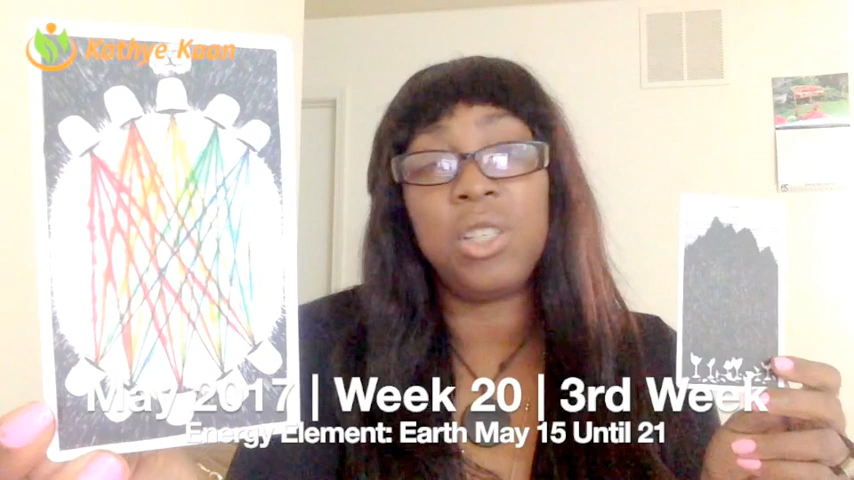 Kathye Kaan
May 2017 | Week 20 | 3rd Week
Energy Element: Earth May 15 Until 21